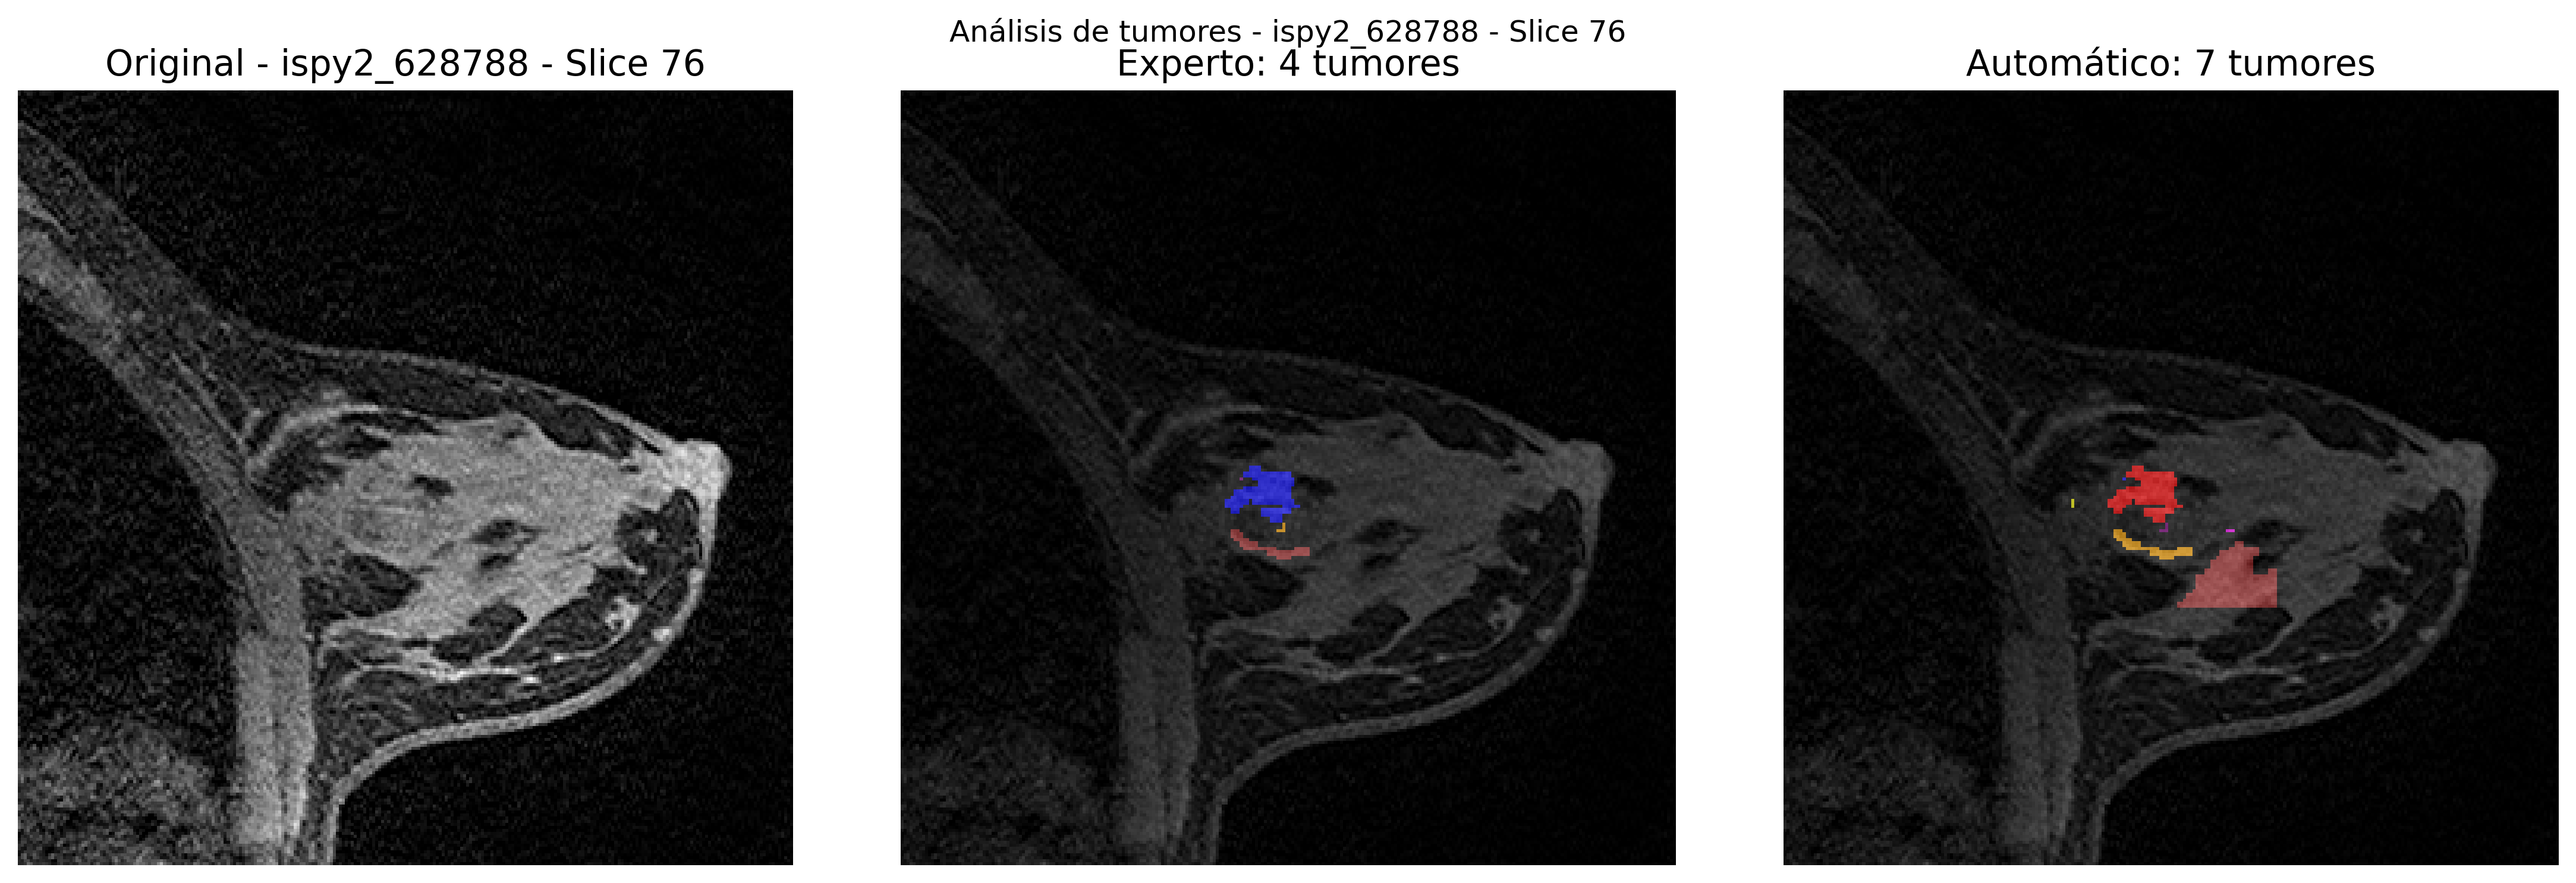 Análisis de tumores - ispy2_628788 - Slice 76
Original - ispy2_628788 - Slice 76
Experto: 4 tumores
Automático: 7 tumores